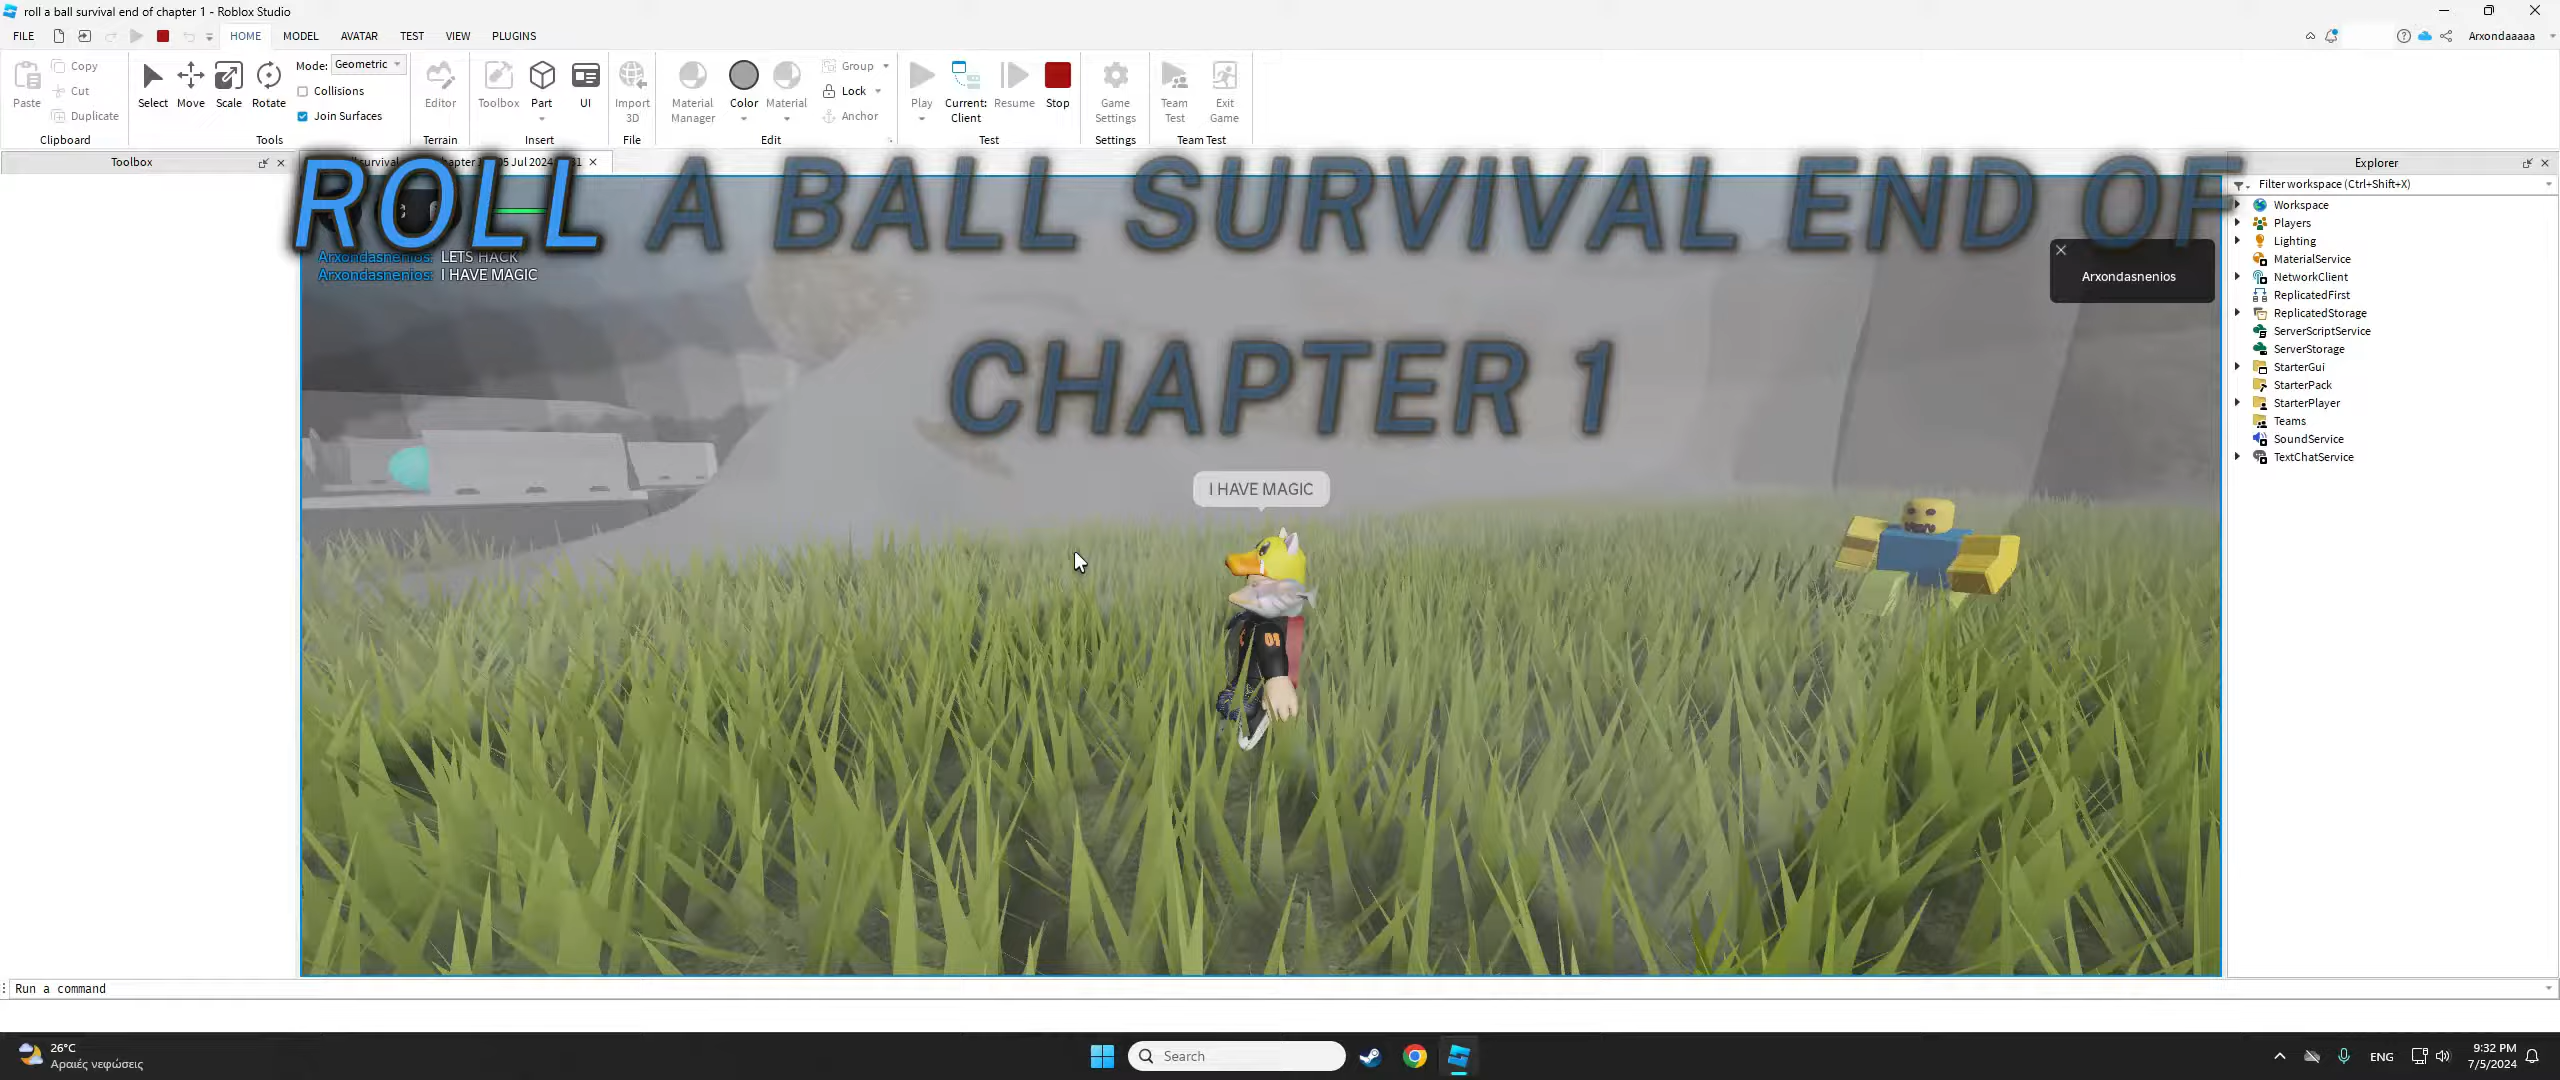 roll a ball survival end of chapter 1 - Roblox Studio
FILE HOME MODEL AVATAR TEST VIEW PLUGINS Arxondaaaaa
Paste Copy Cut Duplicate
Clipboard
Select Move Scale Rotate
Mode: Geometric
Collisions
Join Surfaces
Tools
Editor
Terrain
Toolbox Part UI
Insert
Import 3D
File
Material Manager Color Material
Group
Lock
Anchor
Edit
Play Current: Client Resume Stop
Test
Game Settings
Settings
Team Test Exit Game
Team Test
Toolbox
Explorer
Filter workspace (Ctrl+Shift+X)
ROLL A BALL SURVIVAL END OF
CHAPTER 1
Arxondasnenios: LETS HACK
Arxondasnenios: I HAVE MAGIC
Arxondasnenios
I HAVE MAGIC
Workspace
Players
Lighting
MaterialService
NetworkClient
ReplicatedFirst
ReplicatedStorage
ServerScriptService
ServerStorage
StarterGui
StarterPack
StarterPlayer
Teams
SoundService
TextChatService
Run a command
26°C
Αραιές νεφώσεις
Search
ENG
9:32 PM
7/5/2024